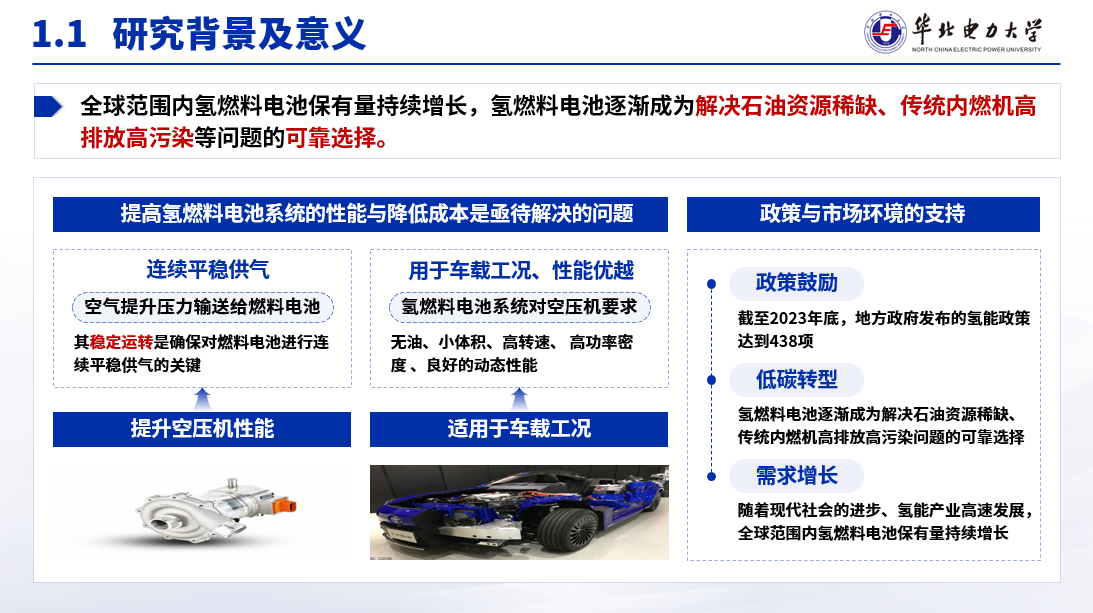 1.1 研究背景及意义
华北电力大学
NORTH CHINA ELECTRIC POWER UNIVERSITY
全球范围内氢燃料电池保有量持续增长，氢燃料电池逐渐成为解决石油资源稀缺、传统内燃机高
排放高污染等问题的可靠选择。
提高氢燃料电池系统的性能与降低成本是亟待解决的问题
连续平稳供气
空气提升压力输送给燃料电池
其稳定运转是确保对燃料电池进行连
续平稳供气的关键
用于车载工况、性能优越
氢燃料电池系统对空压机要求
无油、小体积、高转速、 高功率密
度 、良好的动态性能
提升空压机性能
适用于车载工况
政策与市场环境的支持
政策鼓励
截至2023年底，地方政府发布的氢能政策
达到438项
低碳转型
氢燃料电池逐渐成为解决石油资源稀缺、
传统内燃机高排放高污染问题的可靠选择
需求增长
随着现代社会的进步、氢能产业高速发展，
全球范围内氢燃料电池保有量持续增长